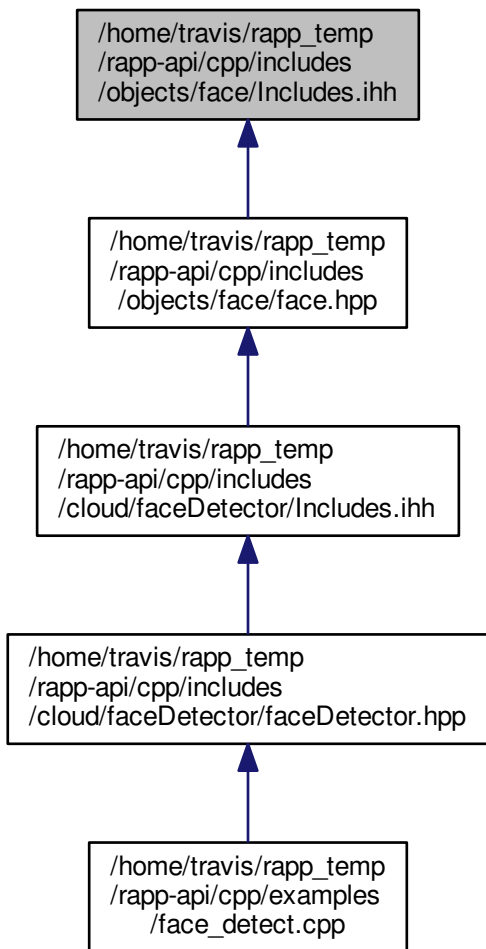 /home/travis/rapp_temp
/rapp-api/cpp/includes
/objects/face/Includes.ihh
/home/travis/rapp_temp
/rapp-api/cpp/includes
/objects/face/face.hpp
/home/travis/rapp_temp
/rapp-api/cpp/includes
/cloud/faceDetector/Includes.ihh
/home/travis/rapp_temp
/rapp-api/cpp/includes
/cloud/faceDetector/faceDetector.hpp
/home/travis/rapp_temp
/rapp-api/cpp/examples
/face_detect.cpp